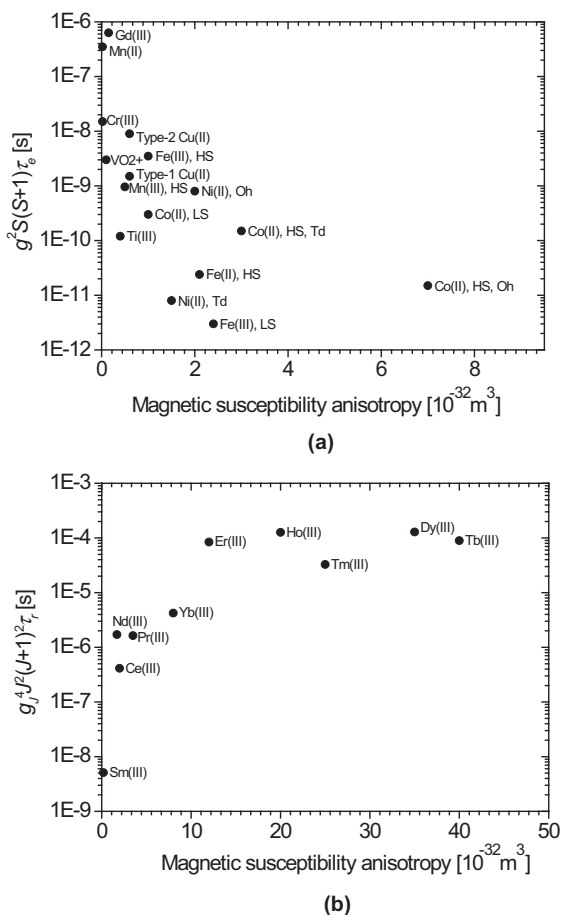 1E-6
Gd(III)
Mn(II)
1E-7
Cr(III)
1E-8
Type-2 Cu(II)
VO2+
Fe(III), HS
Type-1 Cu(II)
1E-9
Mn(III), HS
Ni(II), Oh
Co(II), LS
1E-10
Ti(III)
Co(II), HS, Td
Fe(II), HS
1E-11
Ni(II), Td
Co(II), HS, Oh
Fe(III), LS
1E-12
0 2 4 6 8
g²S(S+1)τₑ [s]
Magnetic susceptibility anisotropy [10⁻³²m³]
(a)
1E-3
1E-4
Er(III)
Ho(III)
Dy(III)
Tb(III)
Tm(III)
1E-5
Yb(III)
Nd(III)
1E-6
Pr(III)
Ce(III)
1E-7
1E-8
Sm(III)
1E-9
0 10 20 30 40 50
g_J⁴J²(J+1)²τᵣ [s]
Magnetic susceptibility anisotropy [10⁻³²m³]
(b)